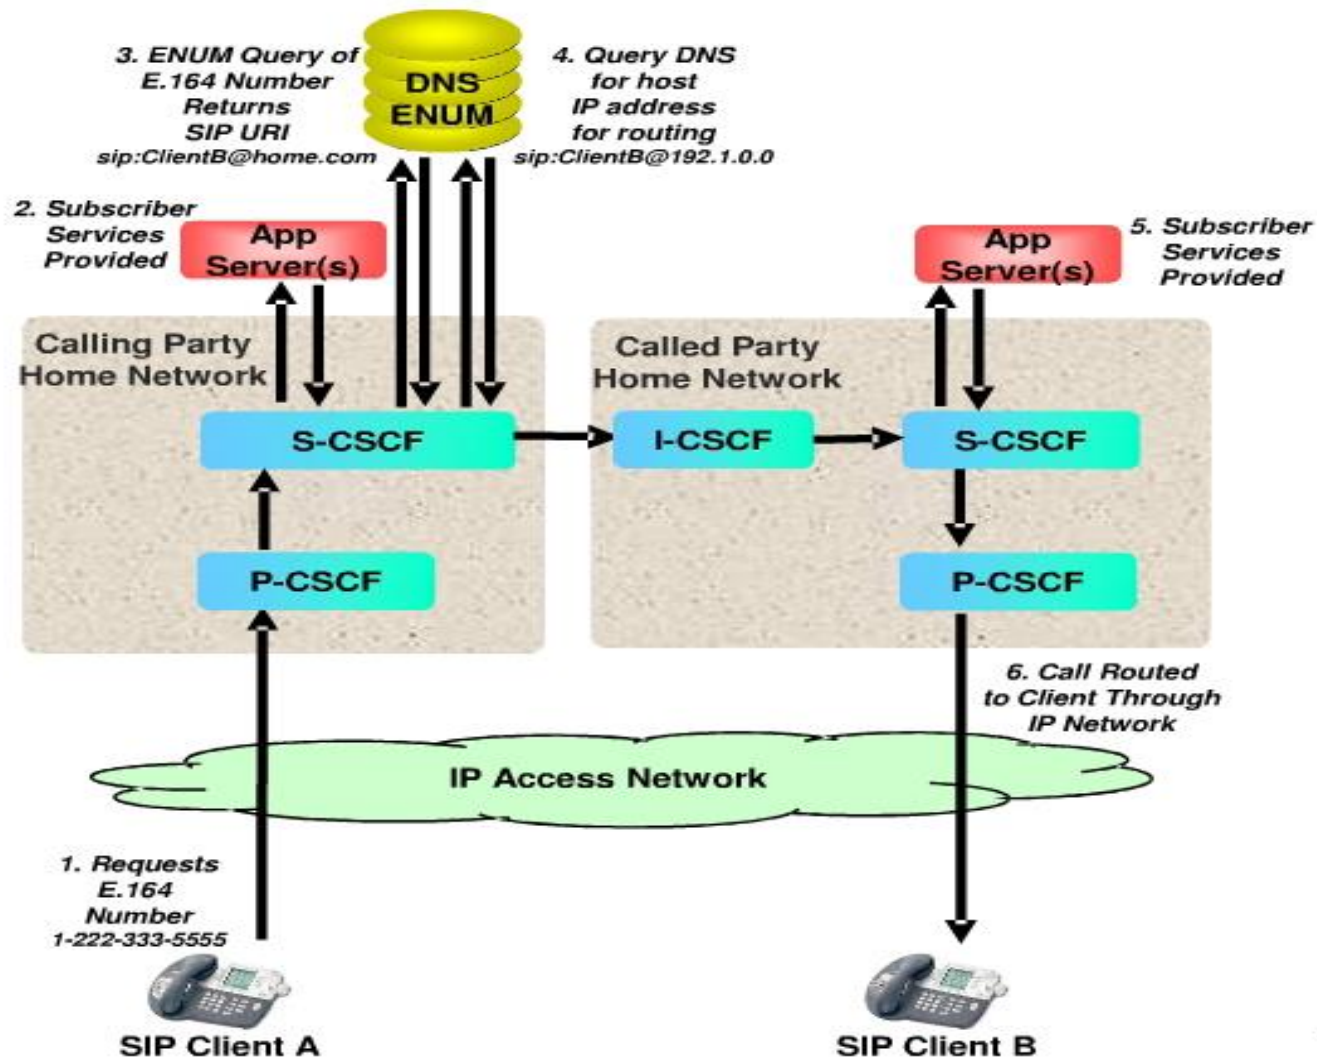 3. ENUM Query of
E.164 Number
Returns
SIP URI
sip:ClientB@home.com
DNS
ENUM
4. Query DNS
for host
IP address
for routing
sip:ClientB@192.1.0.0
2. Subscriber
Services
Provided
App
Server(s)
App
Server(s)
5. Subscriber
Services
Provided
Calling Party
Home Network
Called Party
Home Network
S-CSCF
I-CSCF
S-CSCF
P-CSCF
P-CSCF
6. Call Routed
to Client Through
IP Network
IP Access Network
1. Requests
E.164
Number
1-222-333-5555
SIP Client A
SIP Client B